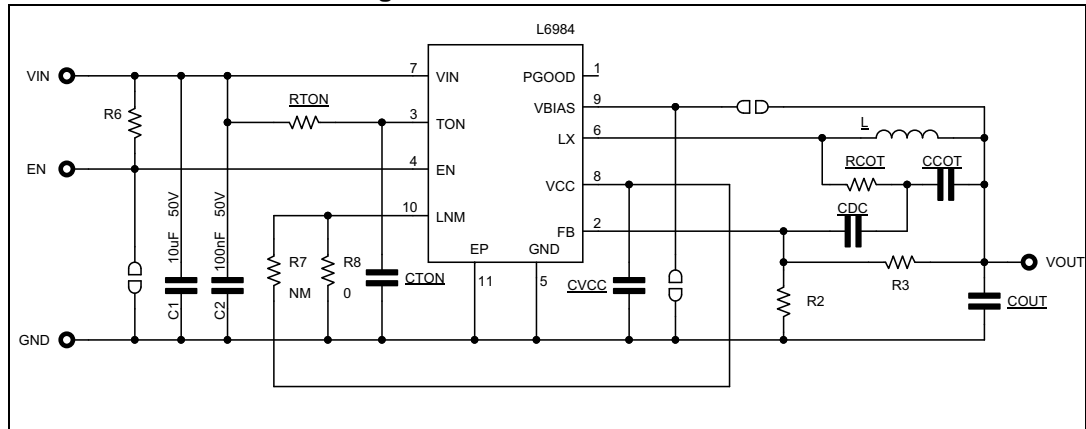 L6984
VIN
7
VIN
PGOOD
1
R6
RTON
3
TON
VBIAS
9
LX
6
L
EN
4
EN
RCOT
CCOT
VCC
8
10
LNM
CDC
FB
2
10uF 50V
100nF 50V
R7
NM
R8
0
CTON
EP
11
GND
5
CVCC
R2
R3
VOUT
C1
C2
COUT
GND